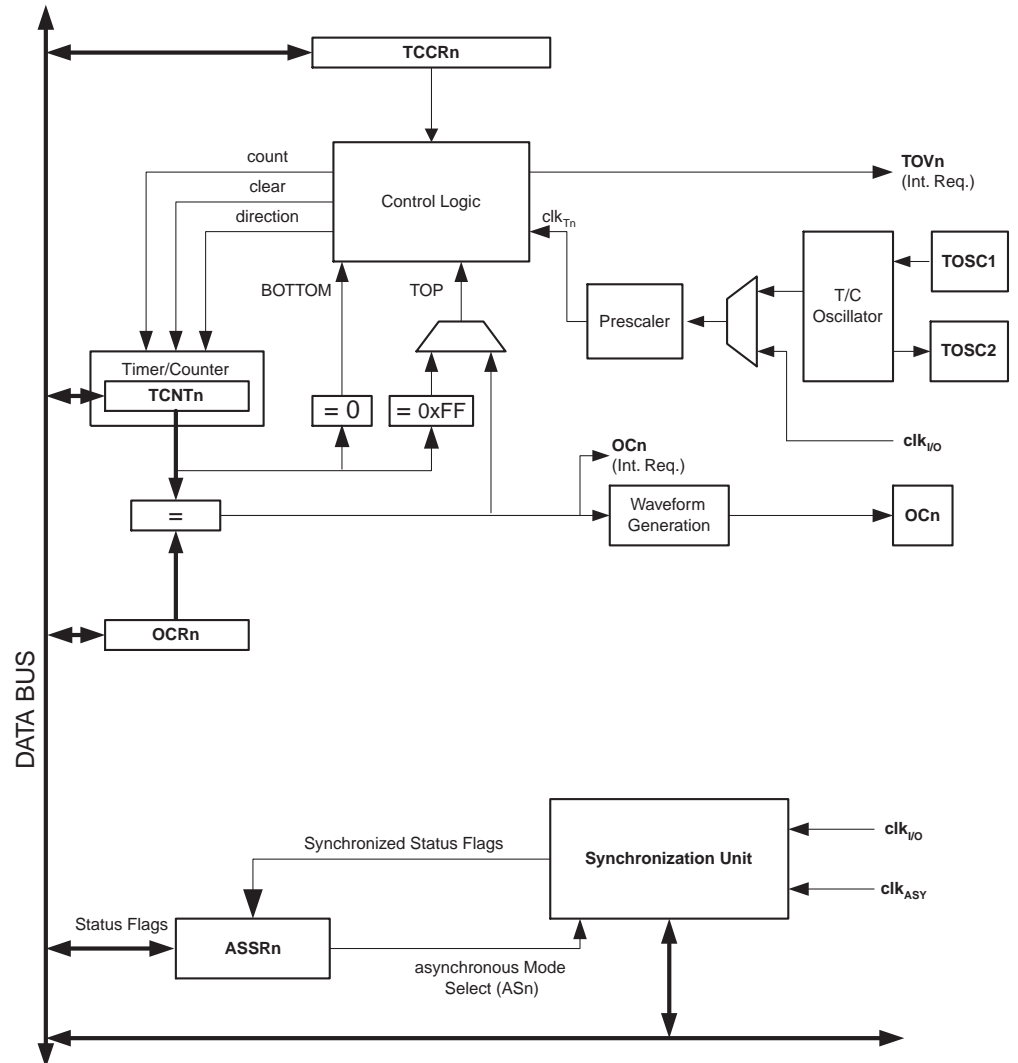 TCCRn
count
clear
direction
Control Logic
TOVn
(Int. Req.)
clkTn
BOTTOM
TOP
T/C
Oscillator
TOSC1
TOSC2
Prescaler
Timer/Counter
TCNTn
= 0
= 0xFF
clkI/O
OCn
(Int. Req.)
=
Waveform
Generation
OCn
OCRn
DATA BUS
Synchronized Status Flags
Synchronization Unit
clkI/O
clkASY
Status Flags
ASSRn
asynchronous Mode
Select (ASn)